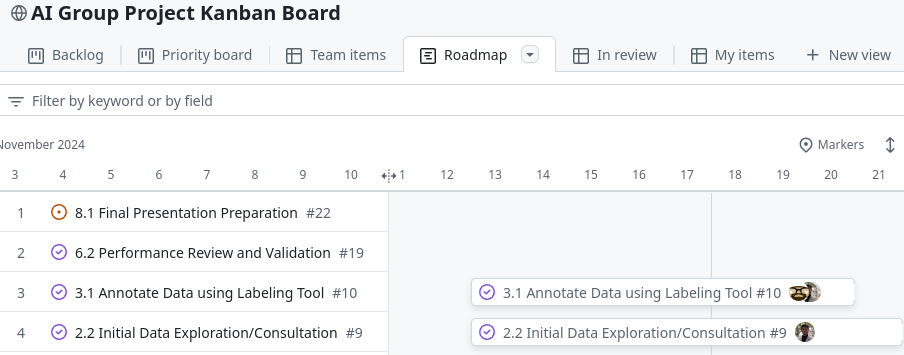 AI Group Project Kanban Board
Backlog Priority board Team items Roadmap In review My items New view
Filter by keyword or by field
November 2024 Markers
3 4 5 6 7 8 9 10 1 12 13 14 15 16 17 18 19 20 21
1 8.1 Final Presentation Preparation #22
2 6.2 Performance Review and Validation #19
3 3.1 Annotate Data using Labeling Tool #10 3.1 Annotate Data using Labeling Tool #10
4 2.2 Initial Data Exploration/Consultation #9 2.2 Initial Data Exploration/Consultation #9